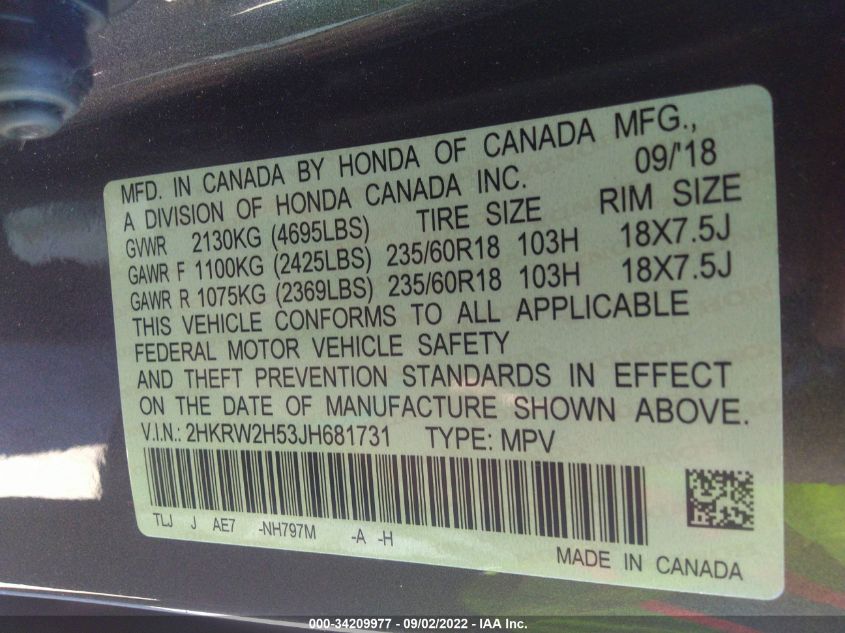 MFD. IN CANADA BY HONDA OF CANADA MFG.,
A DIVISION OF HONDA CANADA INC. 09/'18
GVWR 2130KG (4695LBS) TIRE SIZE RIM SIZE
GAWR F 1100KG (2425LBS) 235/60R18 103H 18X7.5J
GAWR R 1075KG (2369LBS) 235/60R18 103H 18X7.5J
THIS VEHICLE CONFORMS TO ALL APPLICABLE
FEDERAL MOTOR VEHICLE SAFETY
AND THEFT PREVENTION STANDARDS IN EFFECT
ON THE DATE OF MANUFACTURE SHOWN ABOVE.
V.I.N.: 2HKRW2H53JH681731 TYPE: MPV
TLJ J AE7 -NH797M -A -H
MADE IN CANADA
000-34209977 - 09/02/2022 - IAA Inc.